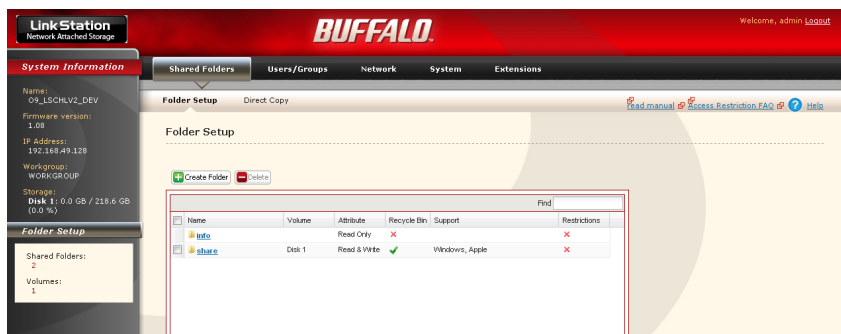 LinkStation
Network Attached Storage
BUFFALO
Welcome, admin Logout
System Information
Shared Folders Users/Groups Network System Extensions
Name:
O9_LSCHLV2_DEV
Firmware version:
1.08
IP Address:
192.168.49.128
Workgroup:
WORKGROUP
Storage:
Disk 1: 0.0 GB / 218.6 GB
(0.0 %)
Folder Setup
Shared Folders:
2
Volumes:
1
Folder Setup Direct Copy
Read manual Access Restriction FAQ ? Help
Folder Setup
Create Folder Delete
Find
Name Volume Attribute Recycle Bin Support Restrictions
info Read Only
share Disk 1 Read & Write Windows, Apple